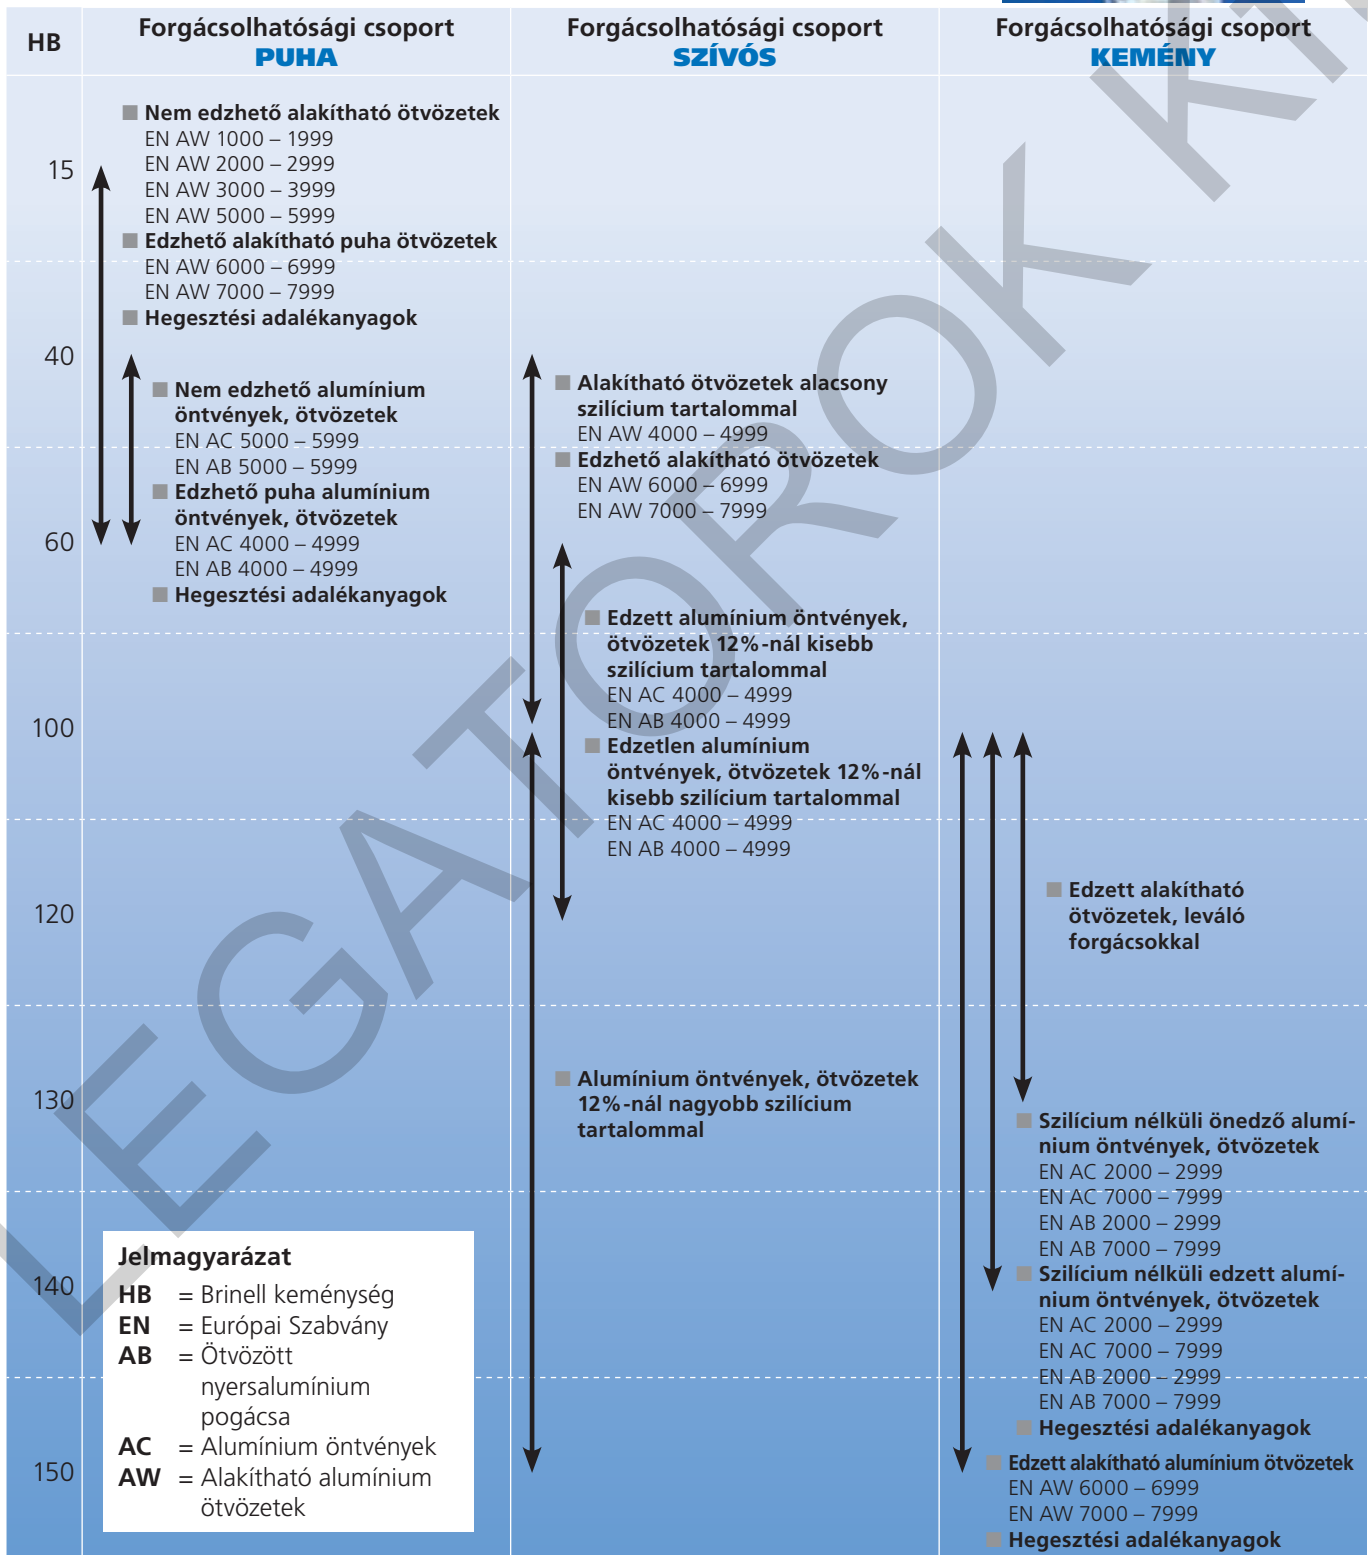 HB
Forgácsolhatósági csoport
PUHA
Forgácsolhatósági csoport
SZÍVÓS
Forgácsolhatósági csoport
KEMÉNY
15
40
60
100
120
130
140
150
Nem edzhető alakítható ötvözetek
EN AW 1000 – 1999
EN AW 2000 – 2999
EN AW 3000 – 3999
EN AW 5000 – 5999
Edzhető alakítható puha ötvözetek
EN AW 6000 – 6999
EN AW 7000 – 7999
Hegesztési adalékanyagok
Nem edzhető alumínium
öntvények, ötvözetek
EN AC 5000 – 5999
EN AB 5000 – 5999
Edzhető puha alumínium
öntvények, ötvözetek
EN AC 4000 – 4999
EN AB 4000 – 4999
Hegesztési adalékanyagok
Alakítható ötvözetek alacsony
szilícium tartalommal
EN AW 4000 – 4999
Edzhető alakítható ötvözetek
EN AW 6000 – 6999
EN AW 7000 – 7999
Edzett alumínium öntvények,
ötvözetek 12%-nál kisebb
szilícium tartalommal
EN AC 4000 – 4999
EN AB 4000 – 4999
Edzetlen alumínium
öntvények, ötvözetek 12%-nál
kisebb szilícium tartalommal
EN AC 4000 – 4999
EN AB 4000 – 4999
Alumínium öntvények, ötvözetek
12%-nál nagyobb szilícium
tartalommal
Edzett alakítható
ötvözetek, leváló
forgácsokkal
Szilícium nélküli önedző alumí-
nium öntvények, ötvözetek
EN AC 2000 – 2999
EN AC 7000 – 7999
EN AB 2000 – 2999
EN AB 7000 – 7999
Szilícium nélküli edzett alumí-
nium öntvények, ötvözetek
EN AC 2000 – 2999
EN AC 7000 – 7999
EN AB 2000 – 2999
EN AB 7000 – 7999
Hegesztési adalékanyagok
Edzett alakítható alumínium ötvözetek
EN AW 6000 – 6999
EN AW 7000 – 7999
Hegesztési adalékanyagok
Jelmagyarázat
HB = Brinell keménység
EN = Európai Szabvány
AB = Ötvözött
nyersalumínium
pogácsa
AC = Alumínium öntvények
AW = Alakítható alumínium
ötvözetek
LEGATOROK